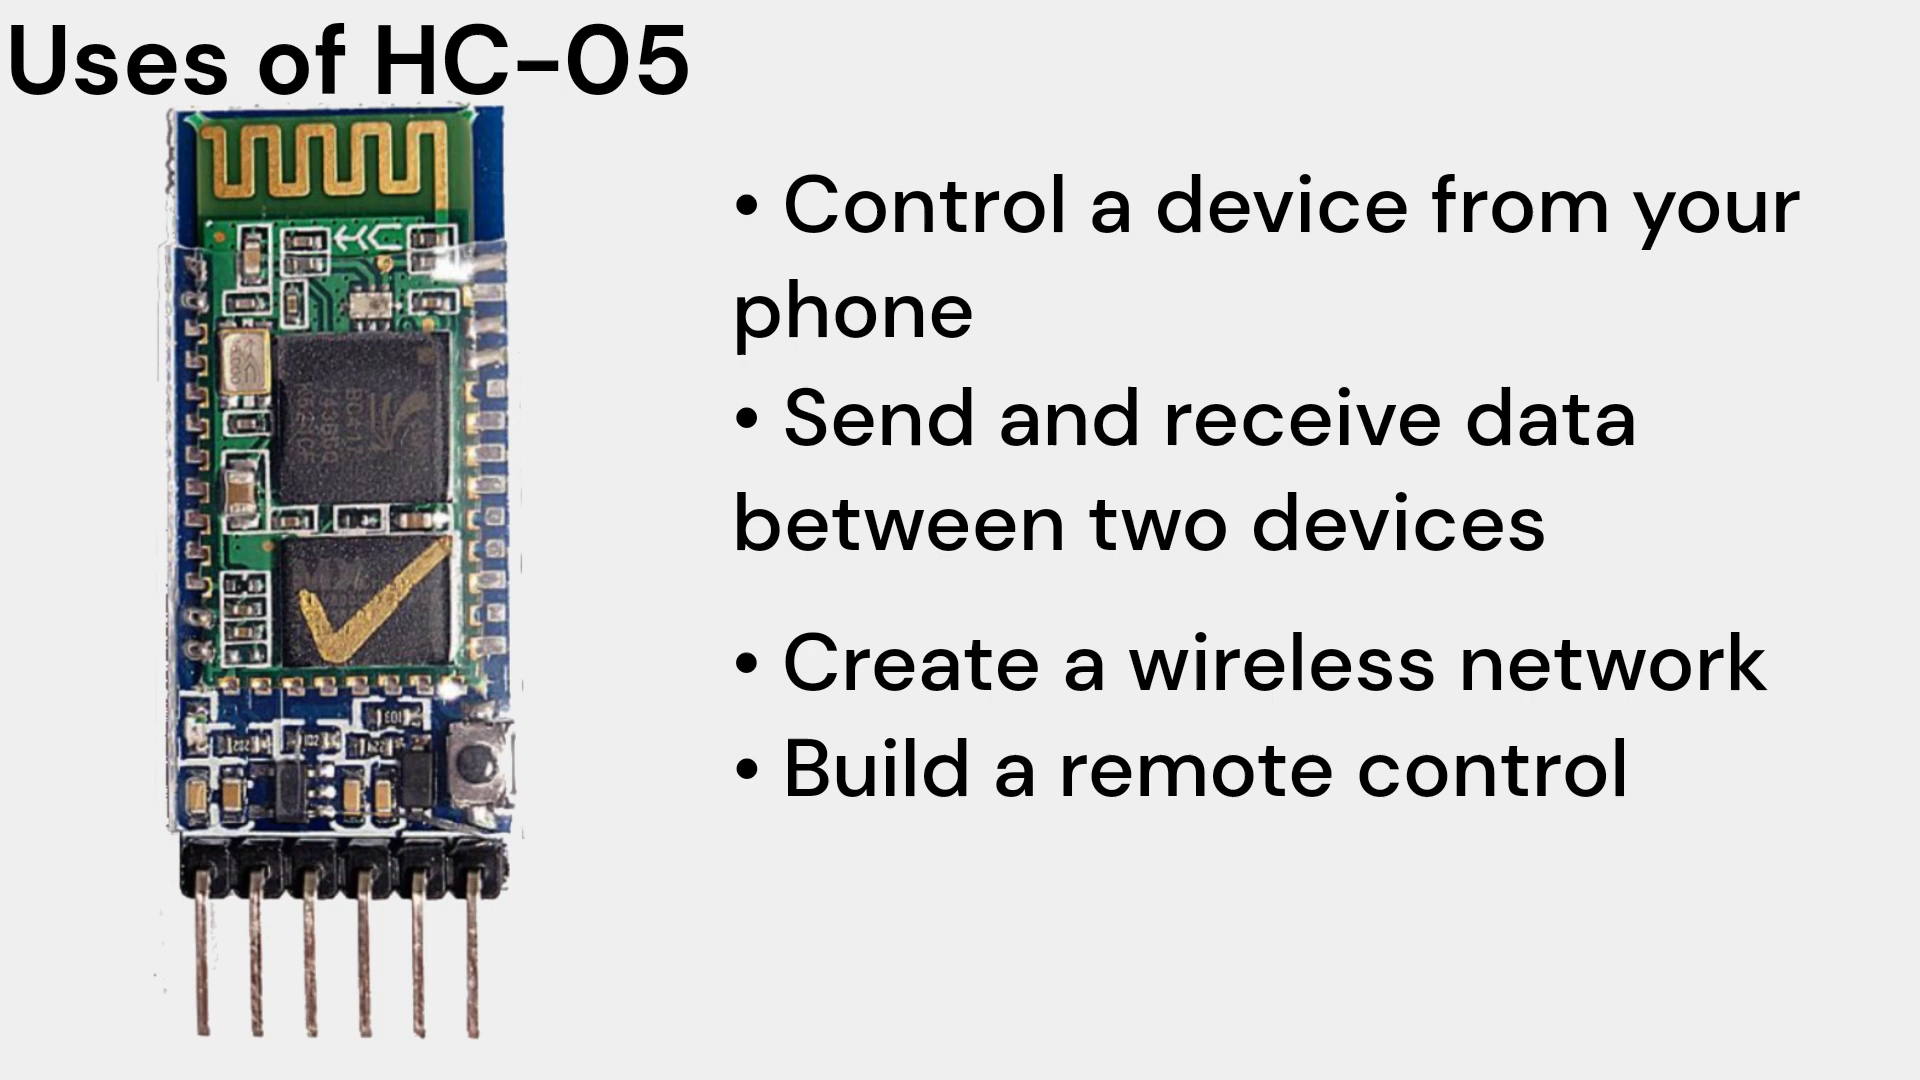 Uses of HC-05
• Control a device from your
phone
• Send and receive data
between two devices
• Create a wireless network
• Build a remote control